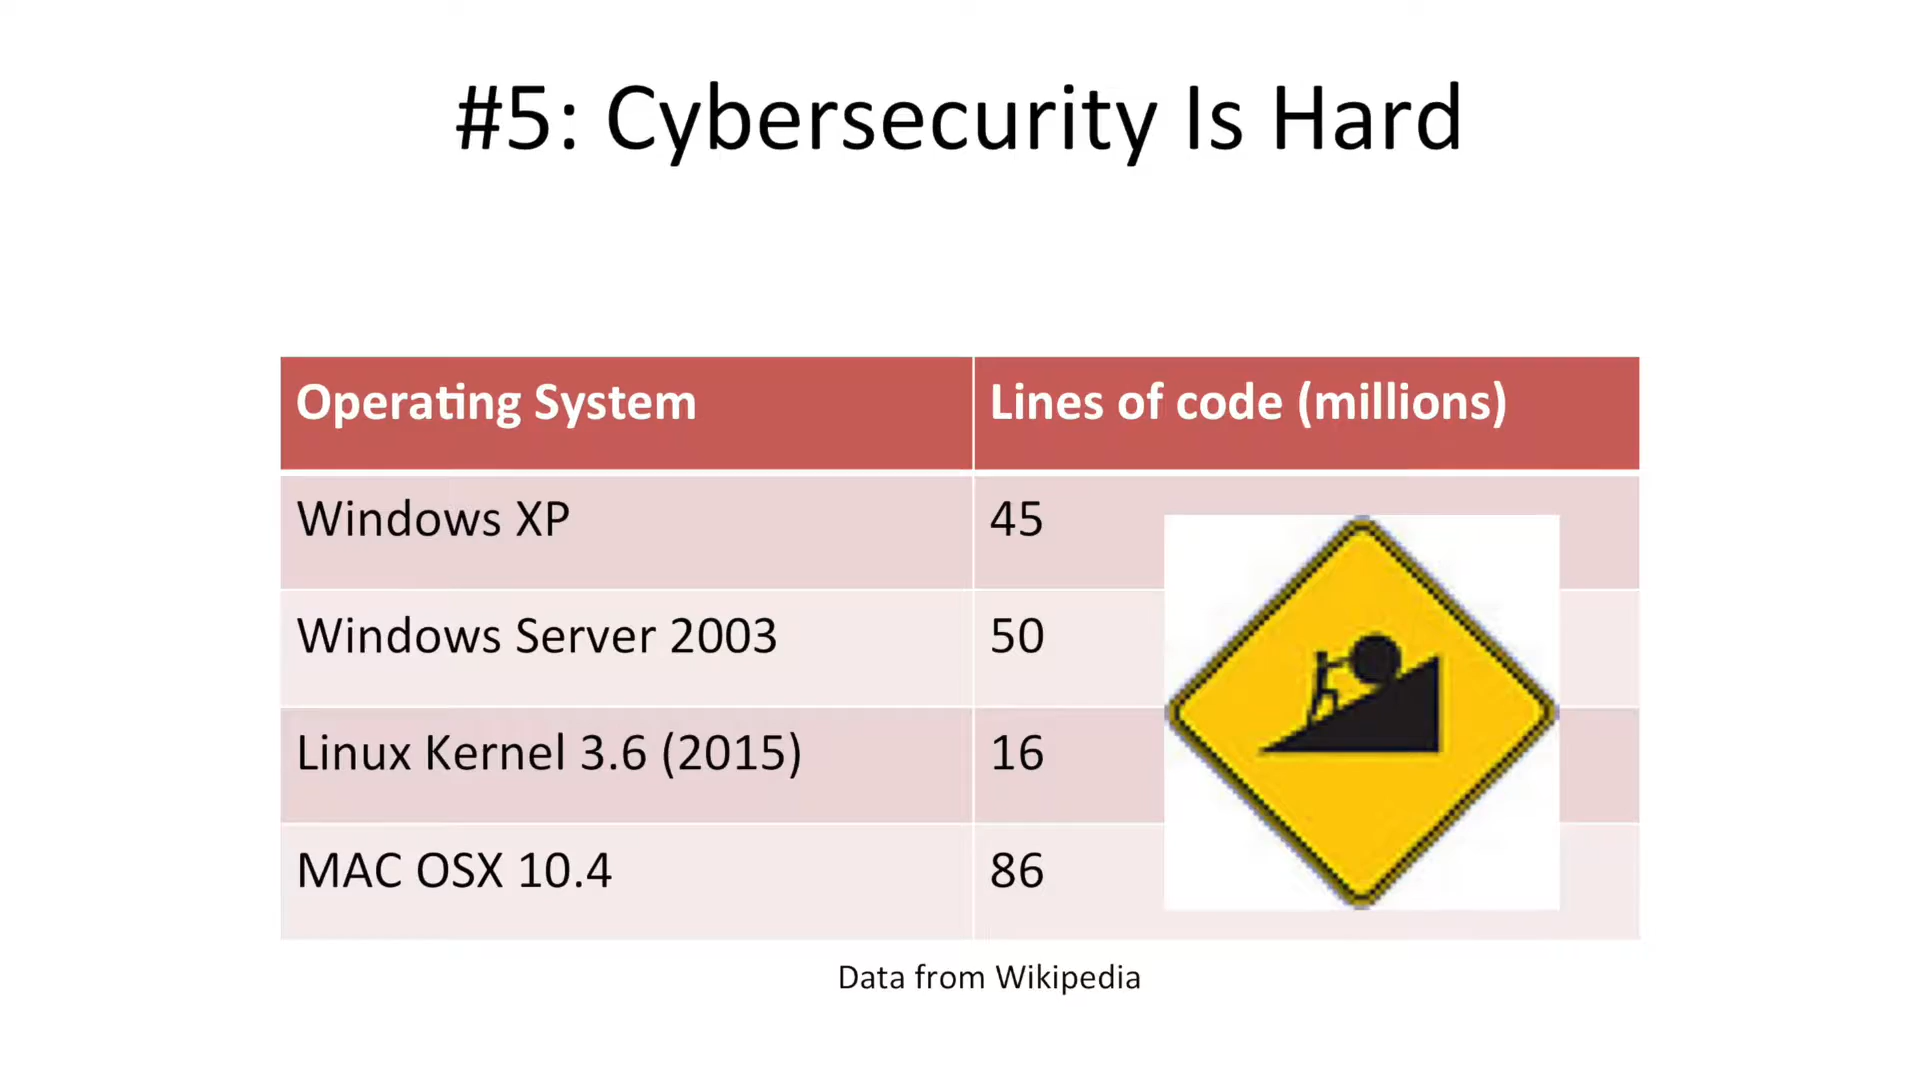 #5: Cybersecurity Is Hard
Operating System Lines of code (millions)
Windows XP 45
Windows Server 2003 50
Linux Kernel 3.6 (2015) 16
MAC OSX 10.4 86
Data from Wikipedia